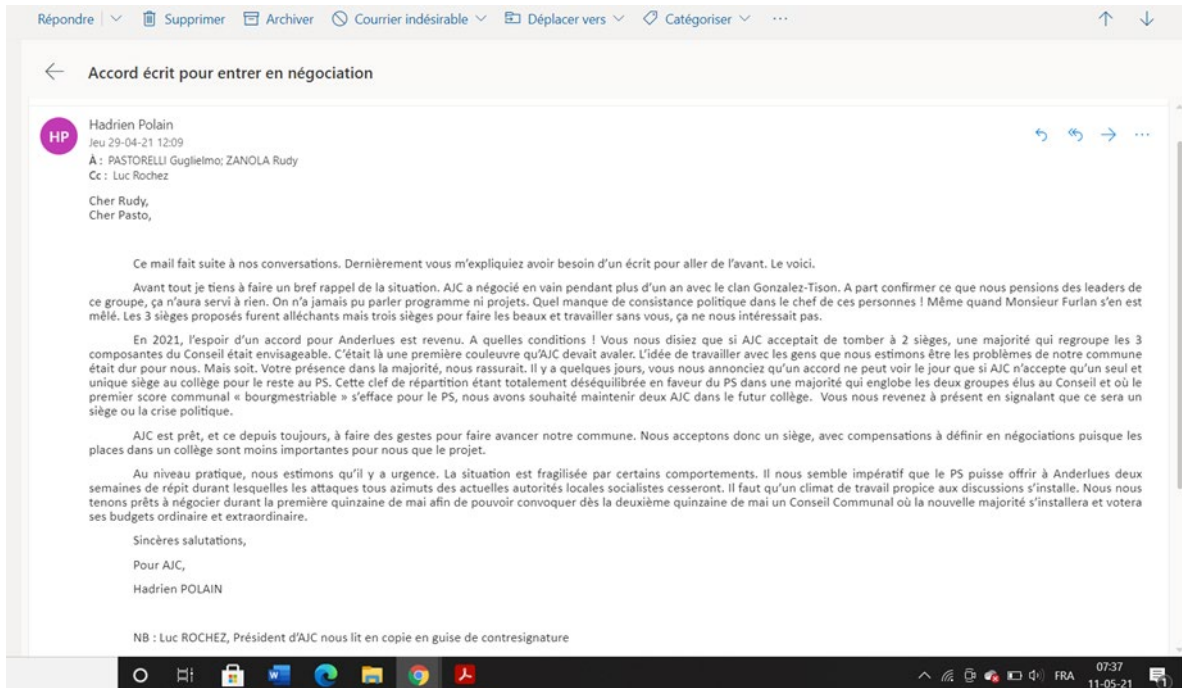 Répondre Supprimer Archiver Courrier indésirable Déplacer vers Catégoriser ...
Accord écrit pour entrer en négociation
HP
Hadrien Polain
Jeu 29-04-21 12:09
À : PASTORELLI Guglielmo; ZANOLA Rudy
Cc : Luc Rochez
Cher Rudy,
Cher Pasto,
Ce mail fait suite à nos conversations. Dernièrement vous m'expliquiez avoir besoin d'un écrit pour aller de l'avant. Le voici.
Avant tout je tiens à faire un bref rappel de la situation. AJC a négocié en vain pendant plus d'un an avec le clan Gonzalez-Tison. A part confirmer ce que nous pensions des leaders de
ce groupe, ça n'aura servi à rien. On n'a jamais pu parler programme ni projets. Quel manque de consistance politique dans le chef de ces personnes ! Même quand Monsieur Furlan s'en est
mêlé. Les 3 sièges proposés furent alléchants mais trois sièges pour faire les beaux et travailler sans vous, ça ne nous intéressait pas.
En 2021, l'espoir d'un accord pour Anderlues est revenu. A quelles conditions ! Vous nous disiez que si AJC acceptait de tomber à 2 sièges, une majorité qui regroupe les 3
composantes du Conseil était envisageable. C'était là une première couleuvre qu'AJC devait avaler. L'idée de travailler avec les gens que nous estimons être les problèmes de notre commune
était dur pour nous. Mais soit. Votre présence dans la majorité, nous rassurait. Il y a quelques jours, vous nous annonciez qu'un accord ne peut voir le jour que si AJC n'accepte qu'un seul et
unique siège au collège pour le reste au PS. Cette clef de répartition étant totalement déséquilibrée en faveur du PS dans une majorité qui englobe les deux groupes élus au Conseil et où le
premier score communal « bourgmestriable » s'efface pour le PS, nous avons souhaité maintenir deux AJC dans le futur collège. Vous nous revenez à présent en signalant que ce sera un
siège ou la crise politique.
AJC est prêt, et ce depuis toujours, à faire des gestes pour faire avancer notre commune. Nous acceptons donc un siège, avec compensations à définir en négociations puisque les
places dans un collège sont moins importantes pour nous que le projet.
Au niveau pratique, nous estimons qu'il y a urgence. La situation est fragilisée par certains comportements. Il nous semble impératif que le PS puisse offrir à Anderlues deux
semaines de répit durant lesquelles les attaques tous azimuts des actuelles autorités locales socialistes cesseront. Il faut qu'un climat de travail propice aux discussions s'installe. Nous nous
tenons prêts à négocier durant la première quinzaine de mai afin de pouvoir convoquer dès la deuxième quinzaine de mai un Conseil Communal où la nouvelle majorité s'installera et votera
ses budgets ordinaire et extraordinaire.
Sincères salutations,
Pour AJC,
Hadrien POLAIN
NB : Luc ROCHEZ, Président d'AJC nous lit en copie en guise de contresignature
FRA 07:37
11-05-21